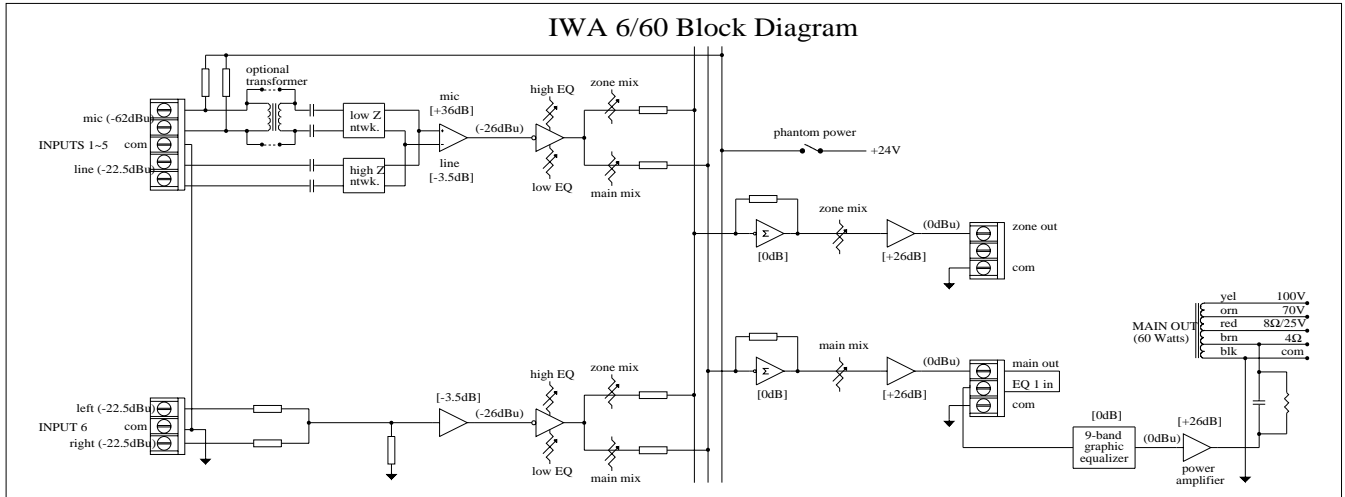 IWA 6/60 Block Diagram
optional
transformer
mic (-62dBu)
INPUTS 1~5
com
line (-22.5dBu)
low Z
ntwk.
high Z
ntwk.
mic
[+36dB]
+
-
line
[-3.5dB]
(-26dBu)
high EQ
low EQ
zone mix
main mix
phantom power
+24V
Σ
[0dB]
zone mix
[+26dB]
(0dBu)
zone out
com
Σ
[0dB]
main mix
[+26dB]
(0dBu)
main out
EQ 1 in
com
yel 100V
orn 70V
red 8Ω/25V
brn 4Ω
blk com
MAIN OUT
(60 Watts)
left (-22.5dBu)
INPUT 6
com
right (-22.5dBu)
[-3.5dB]
(-26dBu)
high EQ
low EQ
zone mix
main mix
[0dB]
9-band
graphic
equalizer
(0dBu)
[+26dB]
power
amplifier